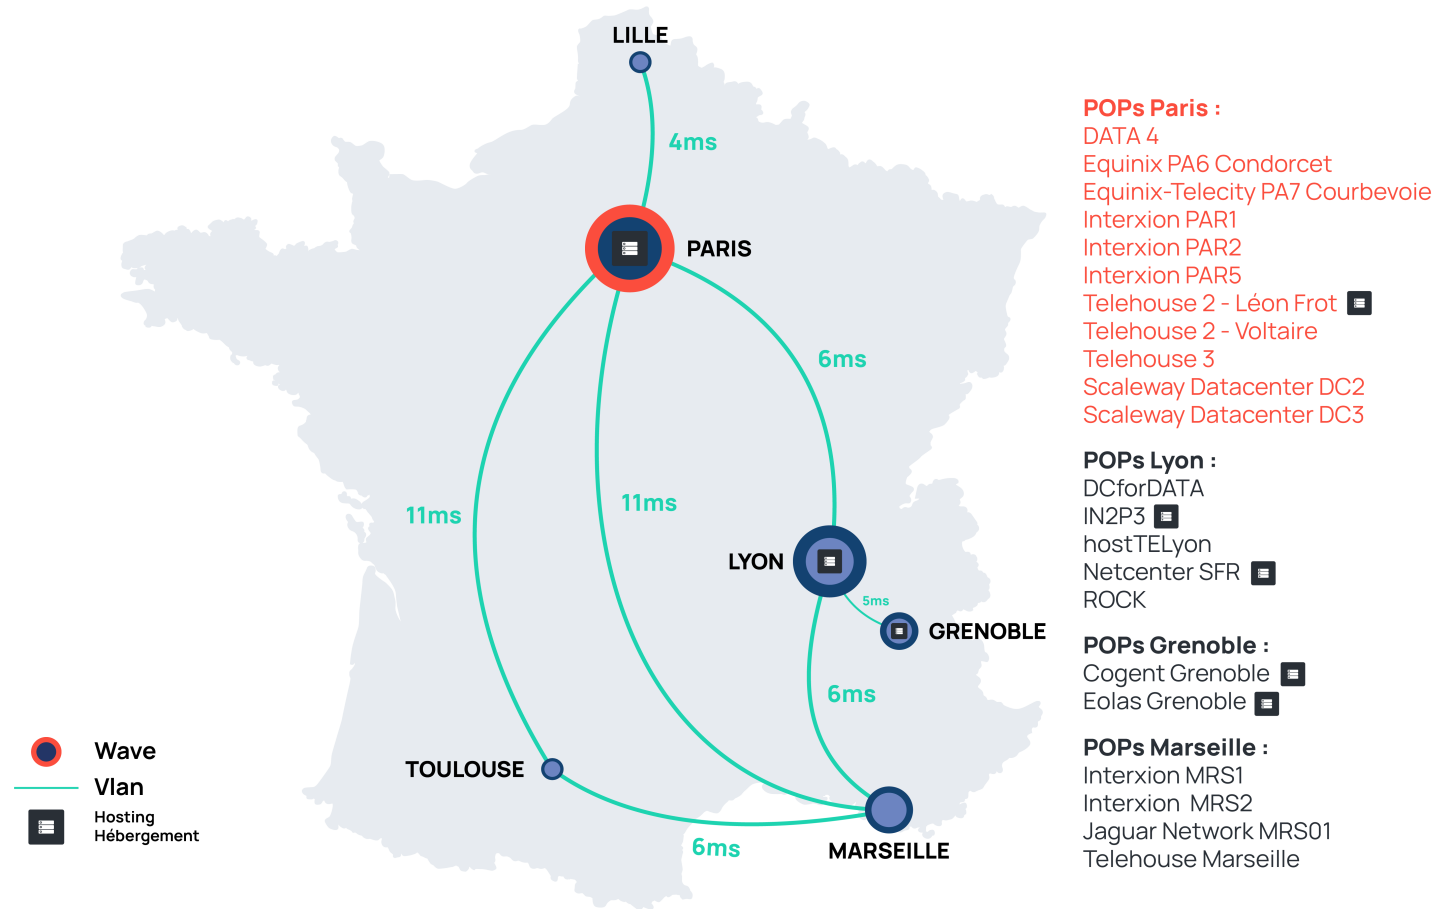 LILLE
4ms
PARIS
6ms
11ms
11ms
LYON
5ms
GRENOBLE
6ms
TOULOUSE
6ms
MARSEILLE
Wave
Vlan
Hosting
Hébergement
POPs Paris :
DATA 4
Equinix PA6 Condorcet
Equinix-Telecity PA7 Courbevoie
Interxion PAR1
Interxion PAR2
Interxion PAR5
Telehouse 2 - Léon Frot
Telehouse 2 - Voltaire
Telehouse 3
Scaleway Datacenter DC2
Scaleway Datacenter DC3
POPs Lyon :
DCforDATA
IN2P3
hostTELyon
Netcenter SFR
ROCK
POPs Grenoble :
Cogent Grenoble
Eolas Grenoble
POPs Marseille :
Interxion MRS1
Interxion  MRS2
Jaguar Network MRS01
Telehouse Marseille